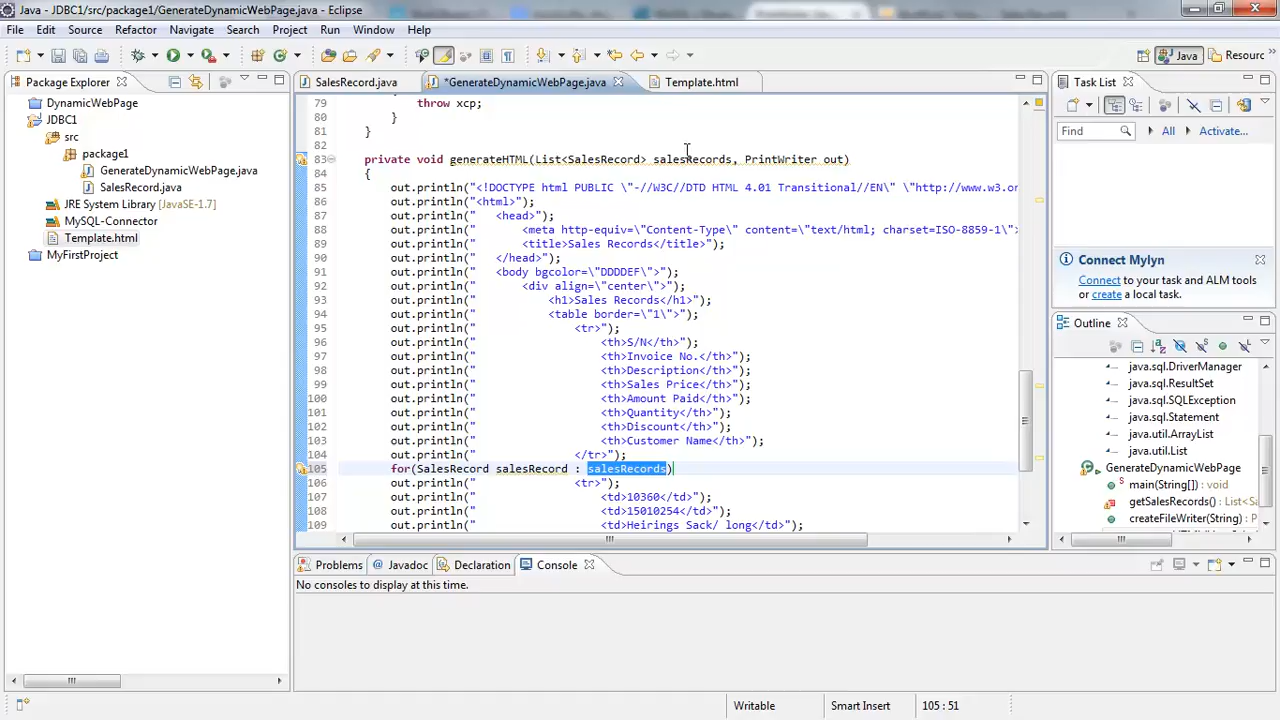 Java - JDBC1/src/package1/GenerateDynamicWebPage.java - Eclipse
File Edit Source Refactor Navigate Search Project Run Window Help
Java Resourc
Package Explorer
DynamicWebPage
JDBC1
src
package1
GenerateDynamicWebPage.java
SalesRecord.java
JRE System Library [JavaSE-1.7]
MySQL-Connector
Template.html
MyFirstProject
SalesRecord.java *GenerateDynamicWebPage.java Template.html
79 throw xcp;
80 }
81 }
82
83 private void generateHTML(List<SalesRecord> salesRecords, PrintWriter out)
84 {
85 out.println("<!DOCTYPE html PUBLIC \"-//W3C//DTD HTML 4.01 Transitional//EN\" \"http://www.w3.or
86 out.println("<html>");
87 out.println(" <head>");
88 out.println(" <meta http-equiv=\"Content-Type\" content=\"text/html; charset=ISO-8859-1\">
89 out.println(" <title>Sales Records</title>");
90 out.println(" </head>");
91 out.println(" <body bgcolor=\"DDDDEF\">");
92 out.println(" <div align=\"center\">");
93 out.println(" <h1>Sales Records</h1>");
94 out.println(" <table border=\"1\">");
95 out.println(" <tr>");
96 out.println(" <th>S/N</th>");
97 out.println(" <th>Invoice No.</th>");
98 out.println(" <th>Description</th>");
99 out.println(" <th>Sales Price</th>");
100 out.println(" <th>Amount Paid</th>");
101 out.println(" <th>Quantity</th>");
102 out.println(" <th>Discount</th>");
103 out.println(" <th>Customer Name</th>");
104 out.println(" </tr>");
105 for(SalesRecord salesRecord : salesRecords)
106 out.println(" <tr>");
107 out.println(" <td>10360</td>");
108 out.println(" <td>15010254</td>");
109 out.println(" <td>Heirings Sack/ long</td>");
Task List
Find All Activate...
Connect Mylyn
Connect to your task and ALM tools
or create a local task.
Outline
java.sql.DriverManager
java.sql.ResultSet
java.sql.SQLException
java.sql.Statement
java.util.ArrayList
java.util.List
GenerateDynamicWebPage
main(String[]) : void
getSalesRecords() : List<Sa
createFileWriter(String) : P
Problems Javadoc Declaration Console
No consoles to display at this time.
Writable Smart Insert 105 : 51